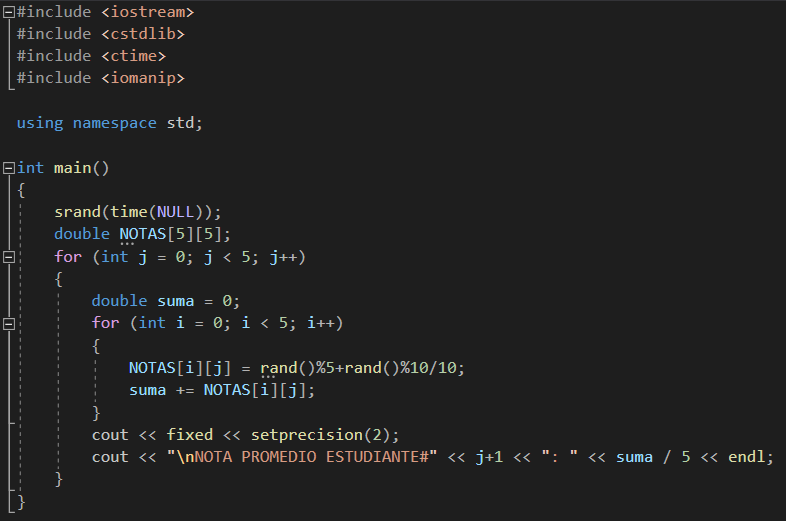 #include <iostream>
#include <cstdlib>
#include <ctime>
#include <iomanip>
using namespace std;
int main()
{
srand(time(NULL));
double NOTAS[5][5];
for (int j = 0; j < 5; j++)
{
double suma = 0;
for (int i = 0; i < 5; i++)
{
NOTAS[i][j] = rand()%5+rand()%10/10;
suma += NOTAS[i][j];
}
cout << fixed << setprecision(2);
cout << "\nNOTA PROMEDIO ESTUDIANTE#" << j+1 << ": " << suma / 5 << endl;
}
}